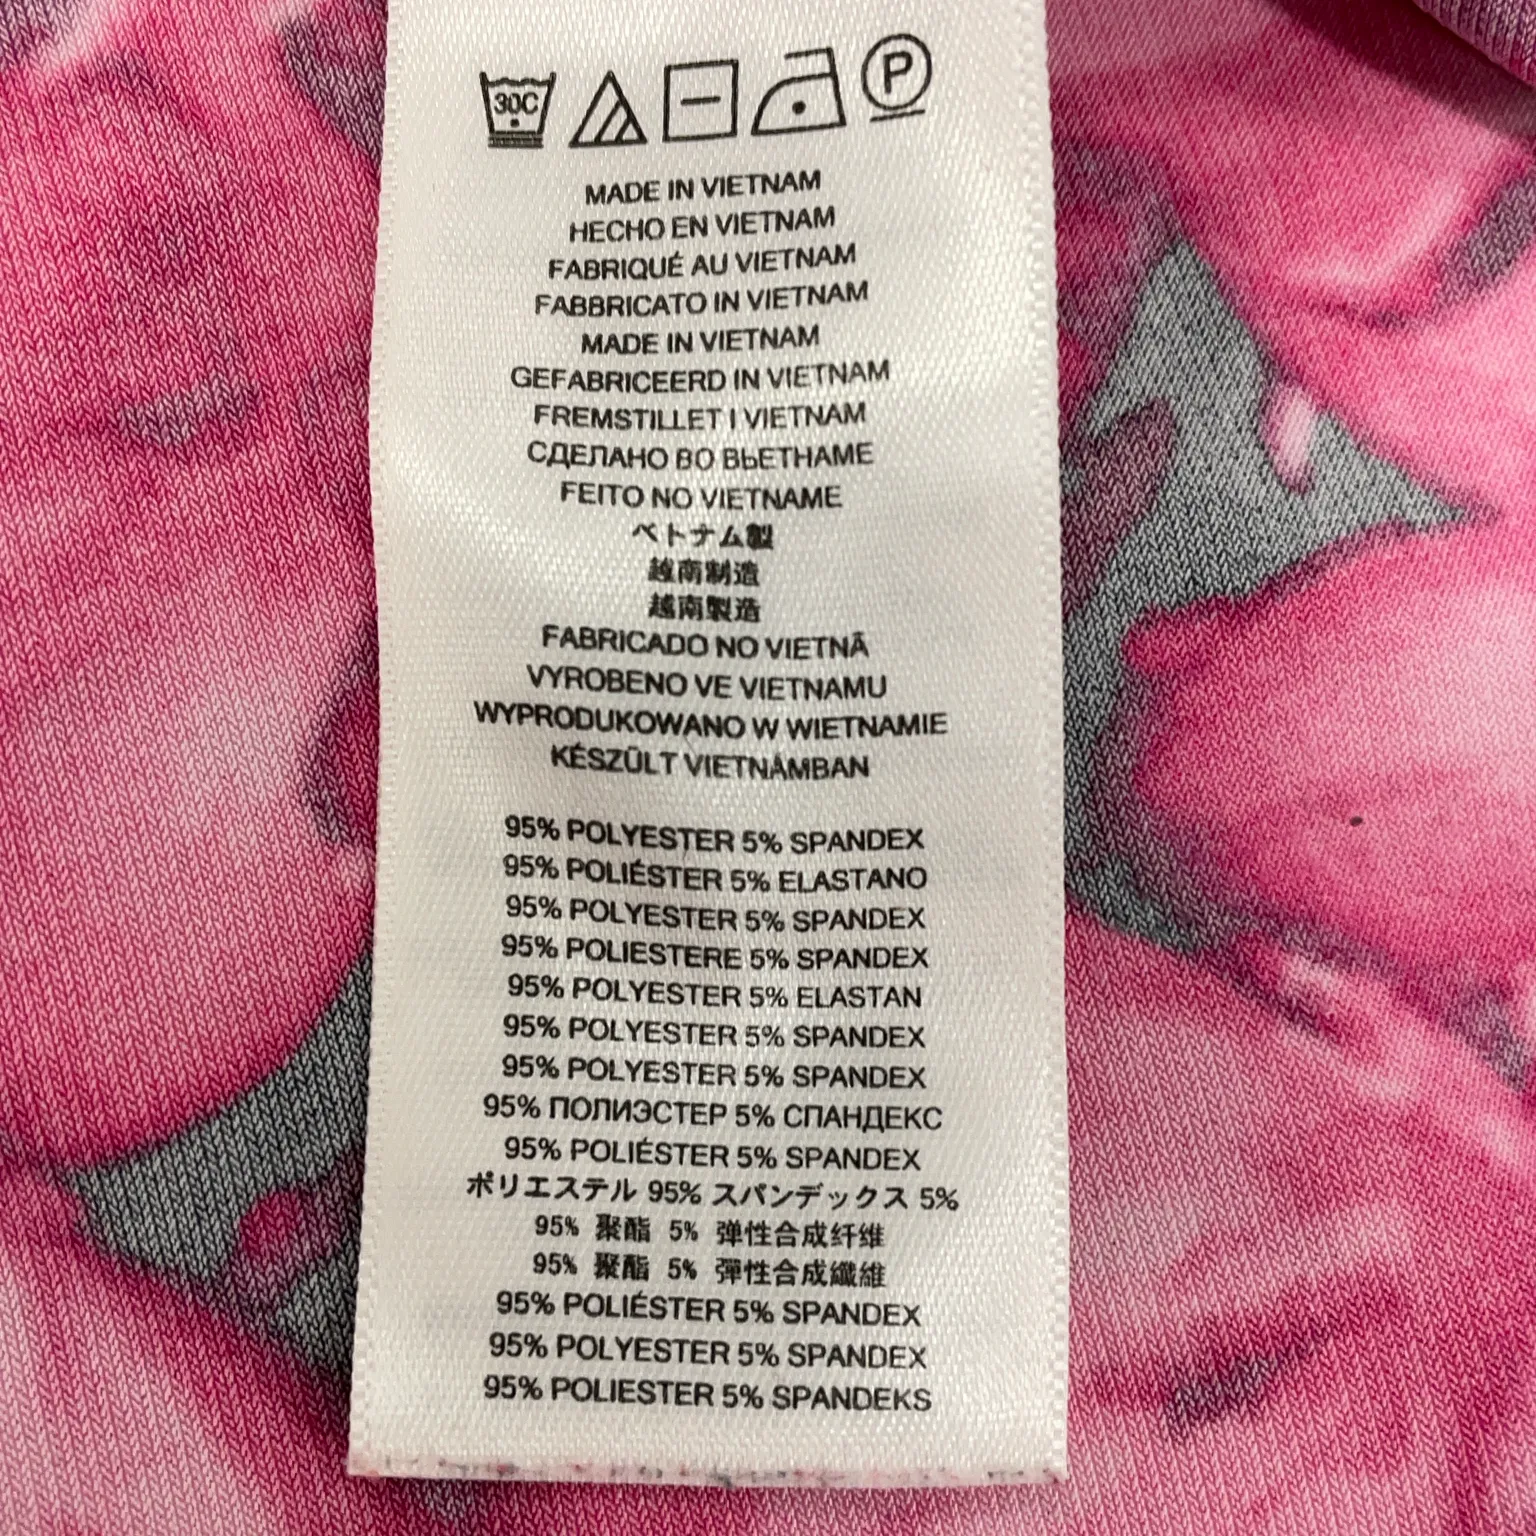 30C
P
MADE IN VIETNAM
HECHO EN VIETNAM
FABRIQUÉ AU VIETNAM
FABBRICATO IN VIETNAM
MADE IN VIETNAM
GEFABRICEERD IN VIETNAM
FREMSTILLET I VIETNAM
СДЕЛАНО ВО ВЬЕТНАМЕ
FEITO NO VIETNAME
ベトナム製
越南制造
越南製造
FABRICADO NO VIETNÃ
VYROBENO VE VIETNAMU
WYPRODUKOWANO W WIETNAMIE
KÉSZÜLT VIETNÁMBAN
95% POLYESTER 5% SPANDEX
95% POLIÉSTER 5% ELASTANO
95% POLYESTER 5% SPANDEX
95% POLIESTERE 5% SPANDEX
95% POLYESTER 5% ELASTAN
95% POLYESTER 5% SPANDEX
95% POLYESTER 5% SPANDEX
95% ПОЛИЭСТЕР 5% СПАНДЕКС
95% POLIÉSTER 5% SPANDEX
ポリエステル 95% スパンデックス 5%
95% 聚酯 5% 弹性合成纤维
95% 聚酯 5% 彈性合成纖維
95% POLIÉSTER 5% SPANDEX
95% POLYESTER 5% SPANDEX
95% POLIESTER 5% SPANDEKS